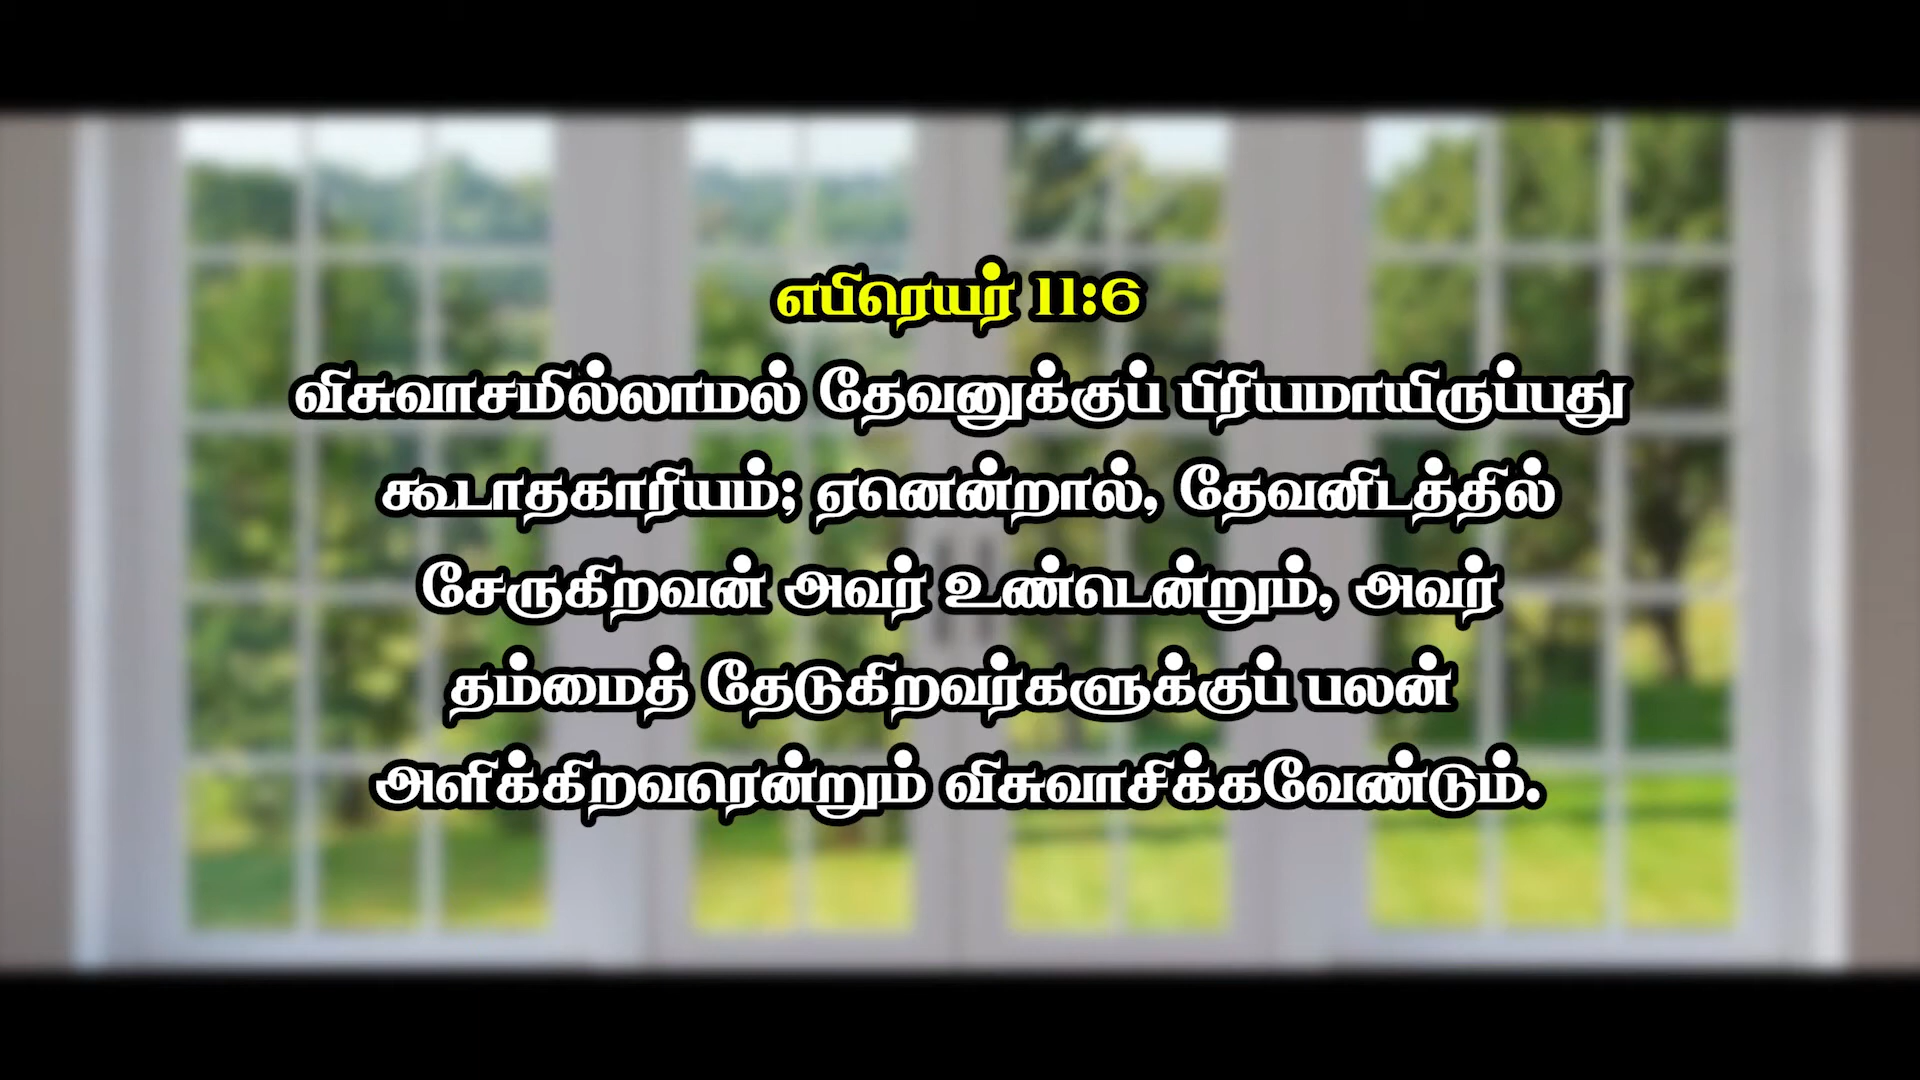 எபிரெயர் 11:6
விசுவாசமில்லாமல் தேவனுக்குப் பிரியமாயிருப்பது
கூடாதகாரியம்; ஏனென்றால், தேவனிடத்தில்
சேருகிறவன் அவர் உண்டென்றும், அவர்
தம்மைத் தேடுகிறவர்களுக்குப் பலன்
அளிக்கிறவரென்றும் விசுவாசிக்கவேண்டும்.